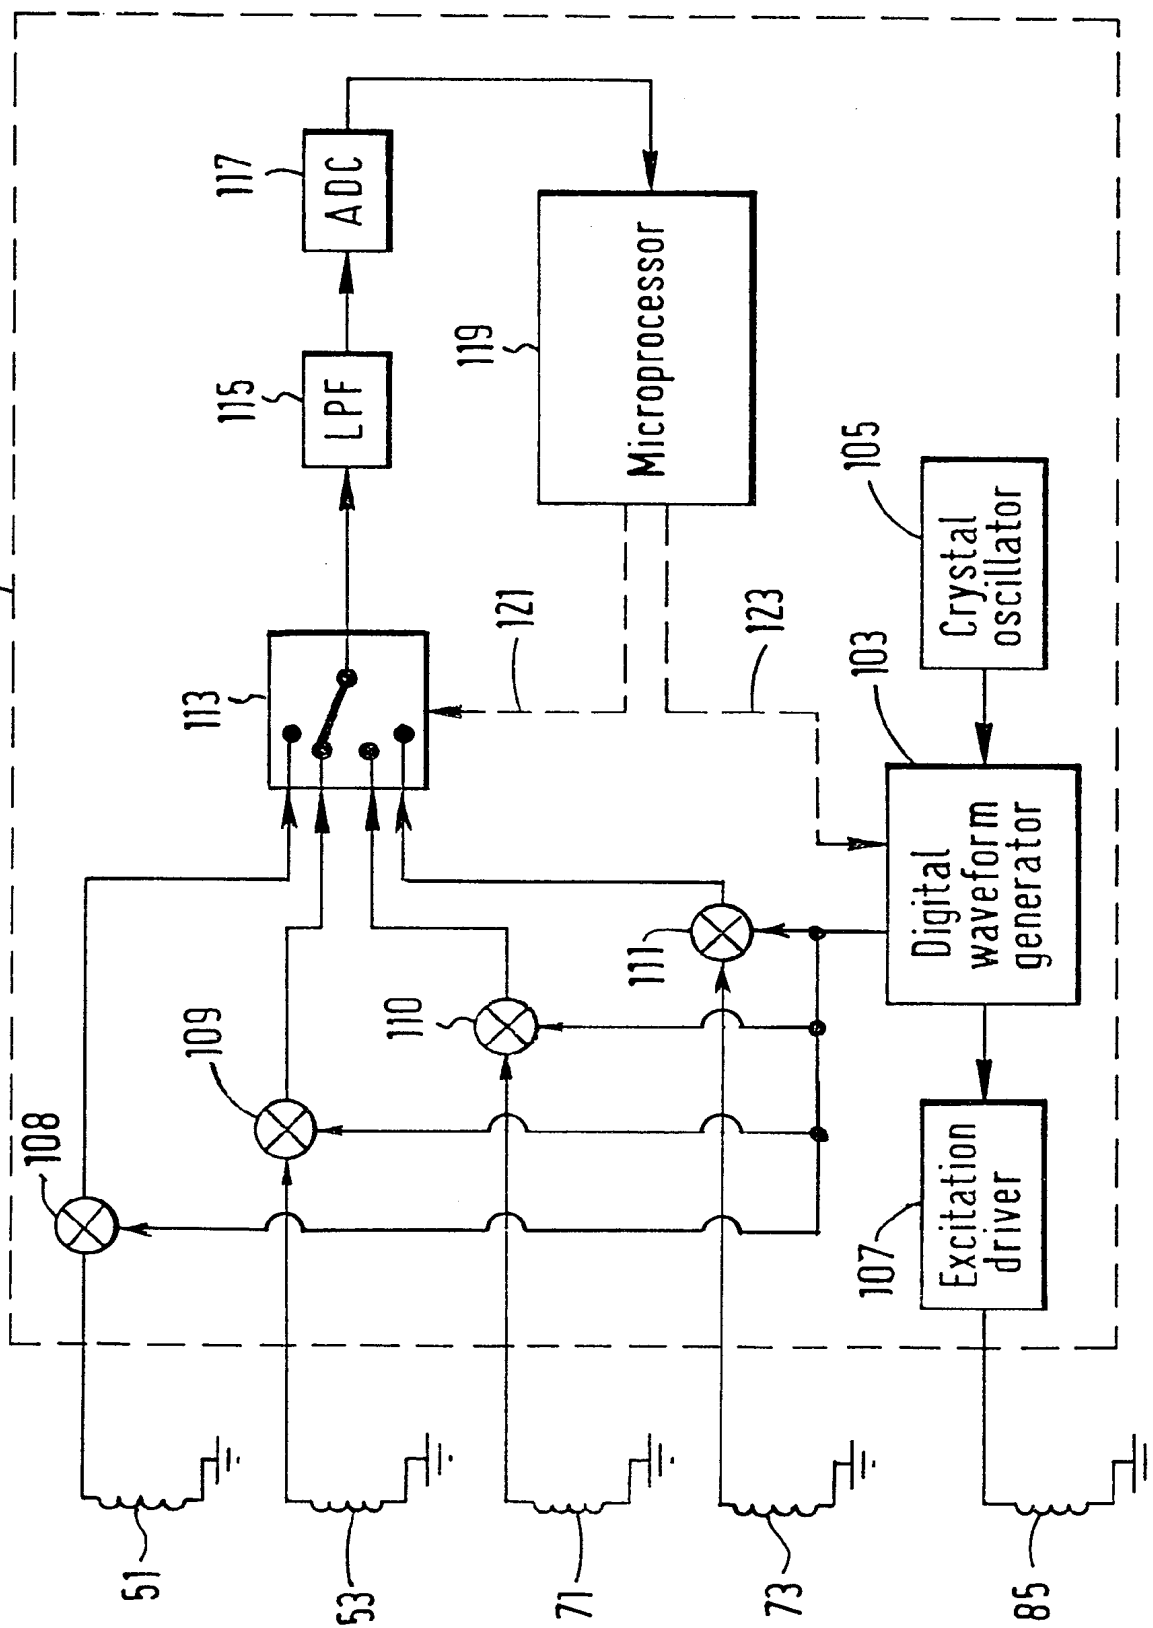 51
53
71
73
85
108
109
110
111
113
115
117
ADC
LPF
119
Microprocessor
121
123
105
Crystal
oscillator
103
Digital
waveform
generator
107
Excitation
driver